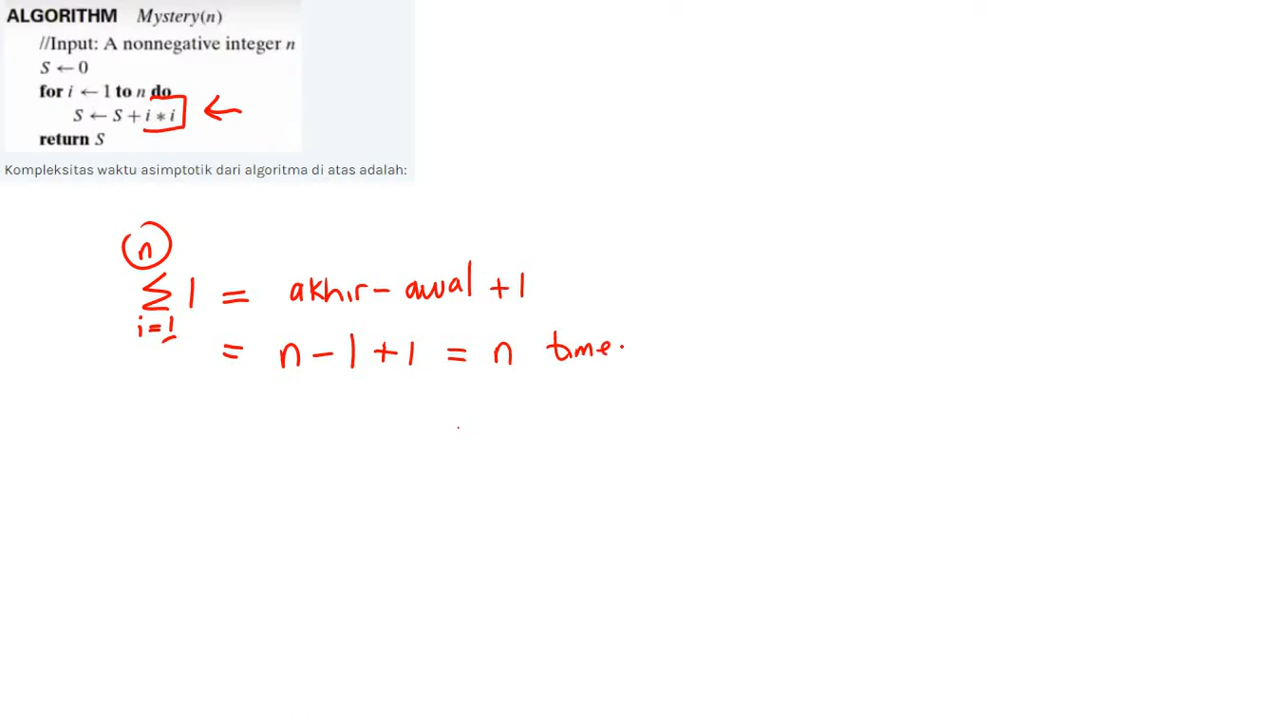 ALGORITHM Mystery(n)
//Input: A nonnegative integer n
S ← 0
for i ← 1 to n do
S ← S + i * i ←
return S
Kompleksitas waktu asimptotik dari algoritma di atas adalah:
n
∑ 1 = akhir - awal + 1
i=1
= n - 1 + 1 = n time.